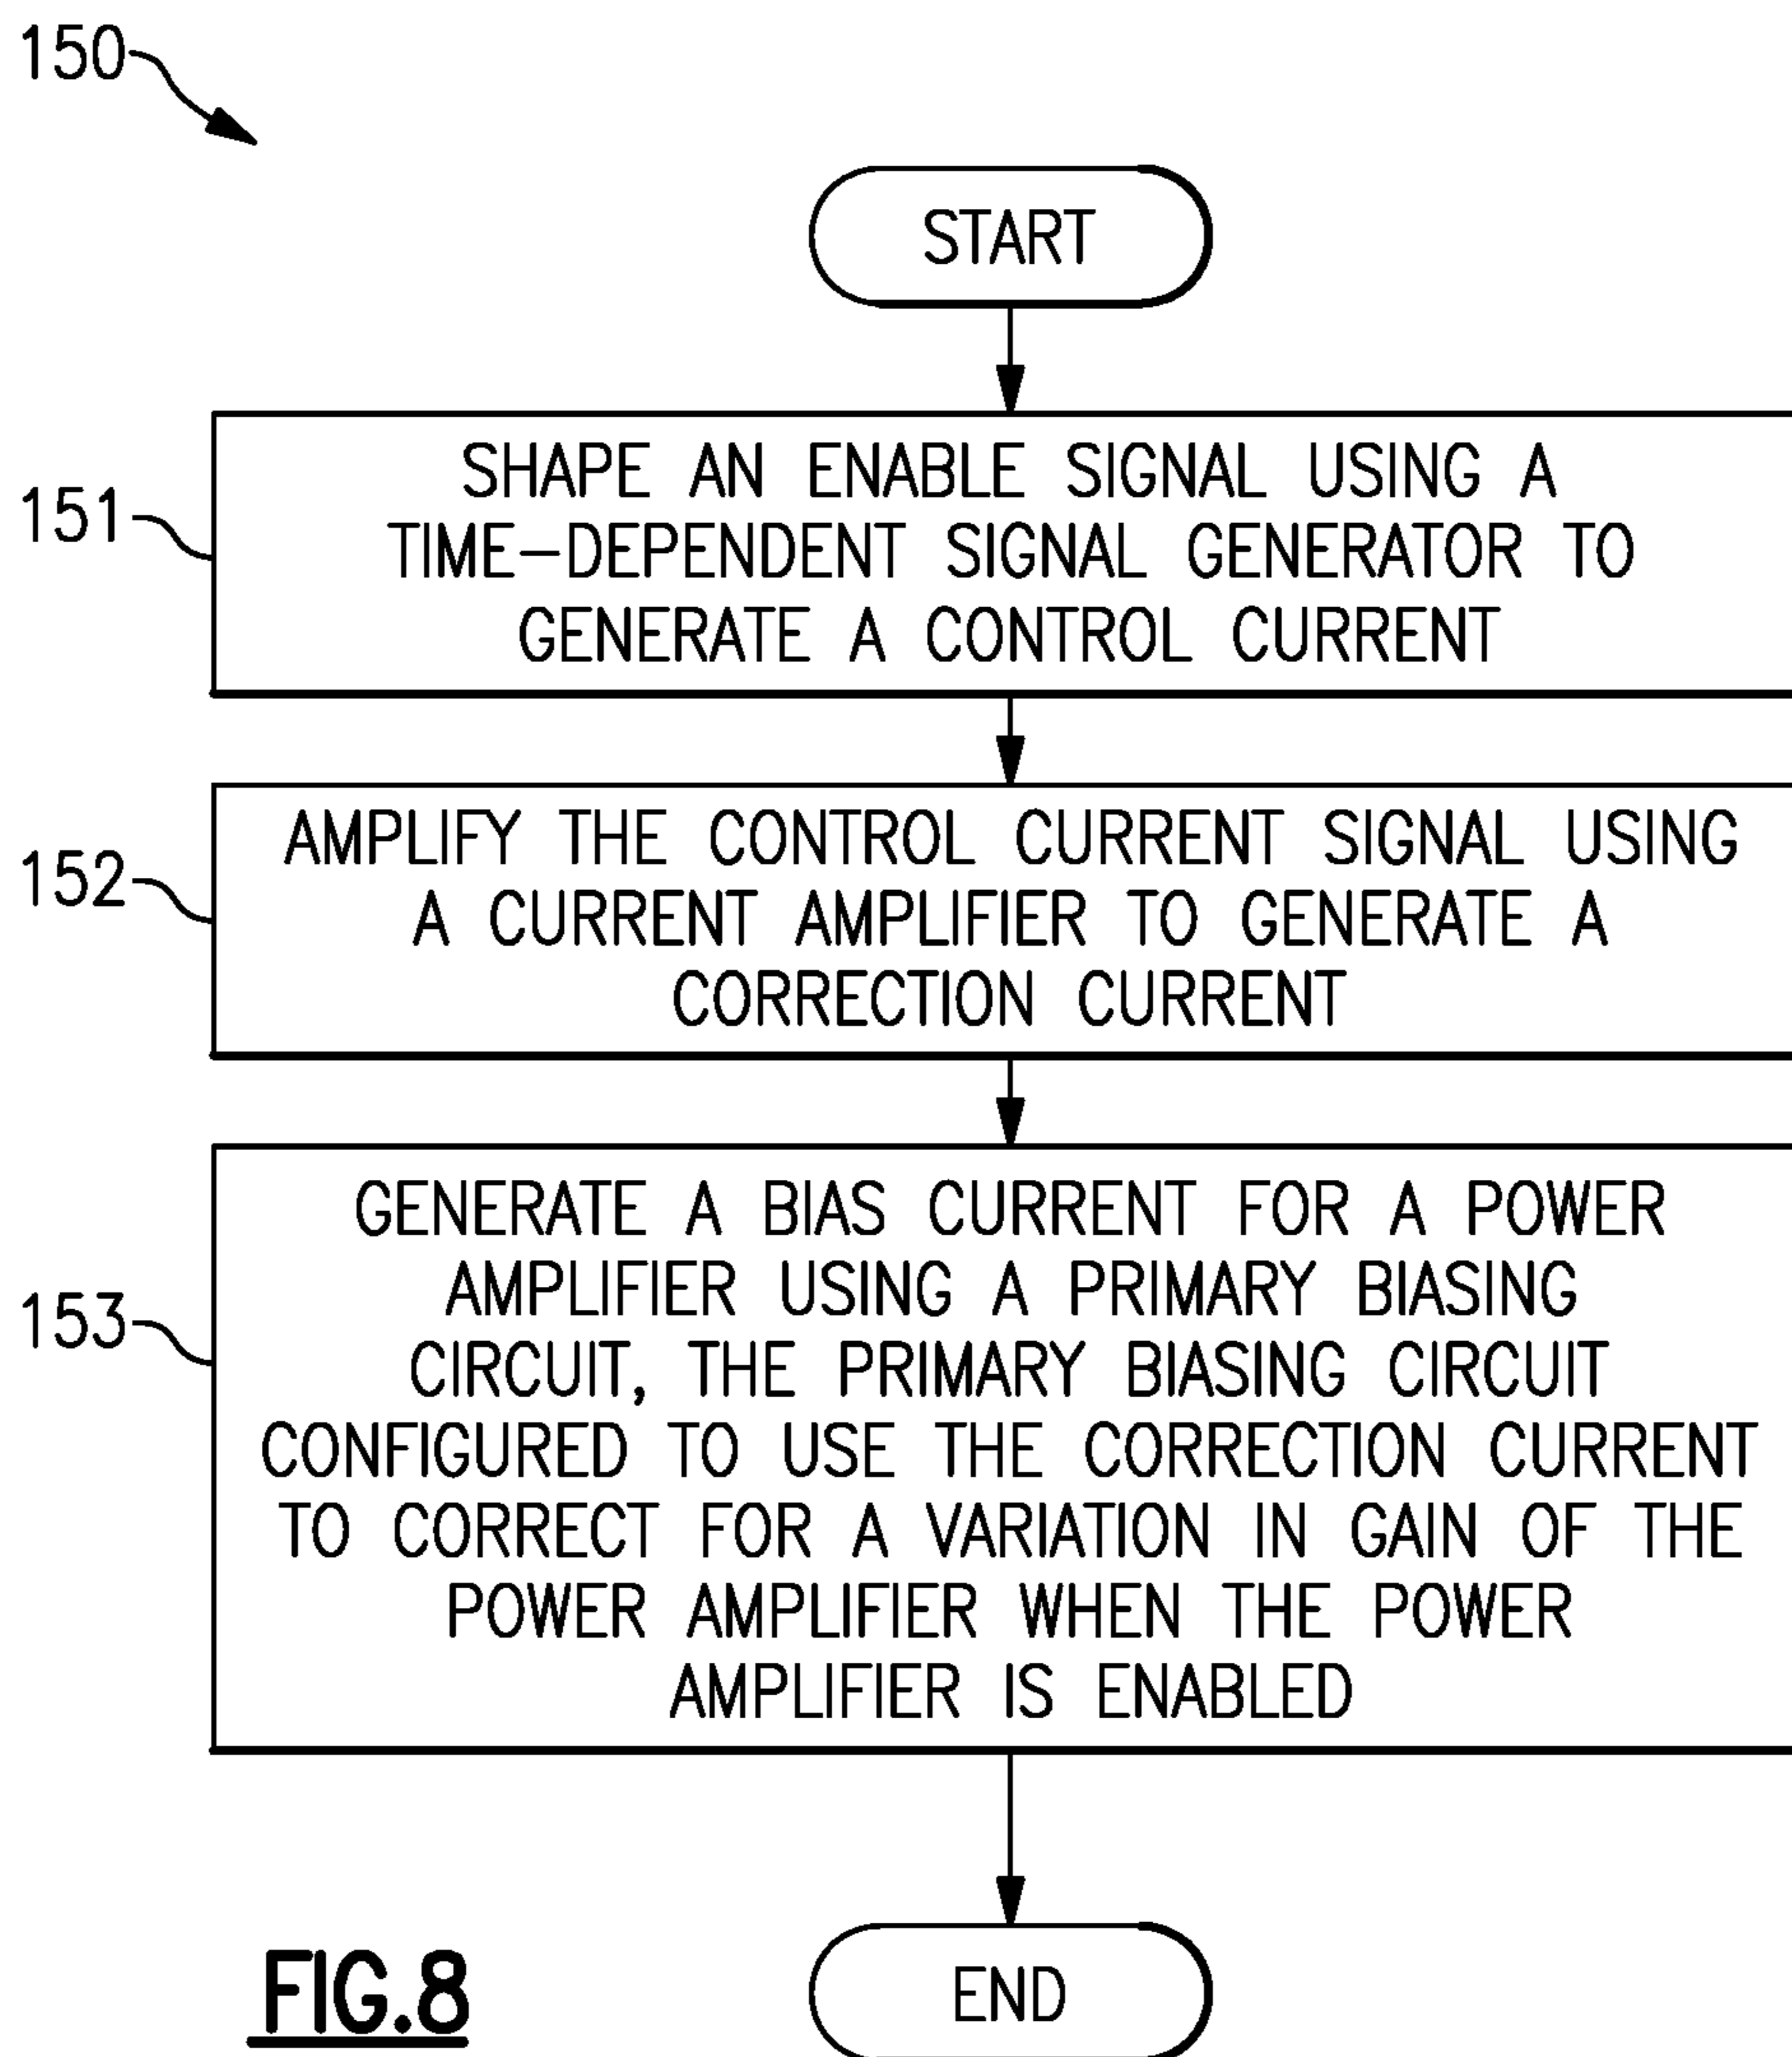 150
START
151
SHAPE AN ENABLE SIGNAL USING A
TIME-DEPENDENT SIGNAL GENERATOR TO
GENERATE A CONTROL CURRENT
152
AMPLIFY THE CONTROL CURRENT SIGNAL USING
A CURRENT AMPLIFIER TO GENERATE A
CORRECTION CURRENT
153
GENERATE A BIAS CURRENT FOR A POWER
AMPLIFIER USING A PRIMARY BIASING
CIRCUIT, THE PRIMARY BIASING CIRCUIT
CONFIGURED TO USE THE CORRECTION CURRENT
TO CORRECT FOR A VARIATION IN GAIN OF THE
POWER AMPLIFIER WHEN THE POWER
AMPLIFIER IS ENABLED
END
FIG.8